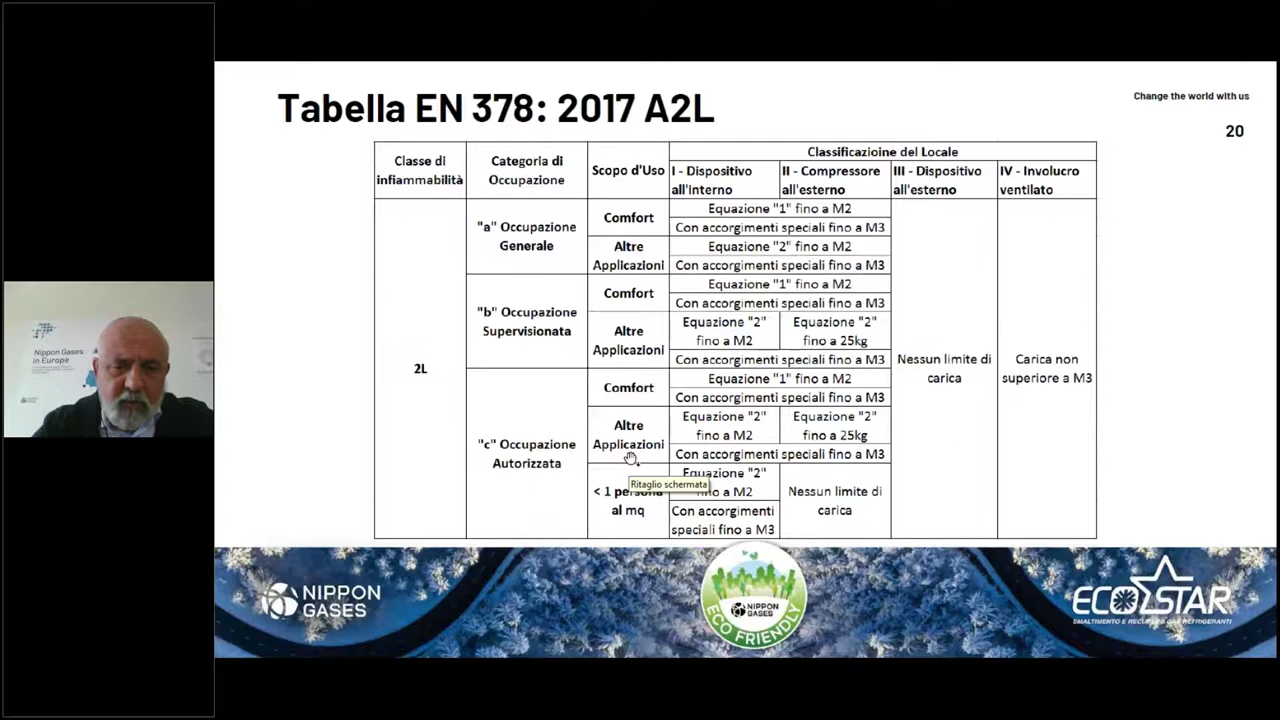 Tabella EN 378: 2017 A2L
Change the world with us
20
Classe di
infiammabilità
Categoria di
Occupazione
Scopo d'Uso
Classificazioine del Locale
I - Dispositivo
all'Interno
II - Compressore
all'esterno
III - Dispositivo
all'esterno
IV - Involucro
ventilato
2L
"a" Occupazione
Generale
Comfort
Equazione "1" fino a M2
Con accorgimenti speciali fino a M3
Altre
Applicazioni
Equazione "2" fino a M2
Con accorgimenti speciali fino a M3
"b" Occupazione
Supervisionata
Comfort
Equazione "1" fino a M2
Con accorgimenti speciali fino a M3
Altre
Applicazioni
Equazione "2"
fino a M2
Equazione "2"
fino a 25kg
Con accorgimenti speciali fino a M3
"c" Occupazione
Autorizzata
Comfort
Equazione "1" fino a M2
Con accorgimenti speciali fino a M3
Altre
Applicazioni
Equazione "2"
fino a M2
Equazione "2"
fino a 25kg
Con accorgimenti speciali fino a M3
< 1 persona
al mq
Equazione "2"
fino a M2
Con accorgimenti
speciali fino a M3
Nessun limite di
carica
Nessun limite di
carica
Carica non
superiore a M3
Ritaglio schermata
Nippon Gases
in Europe
NIPPON
GASES
NIPPON
GASES
ECO FRIENDLY
ECOSTAR
SMALTIMENTO E RECUPERO GAS REFRIGERANTI